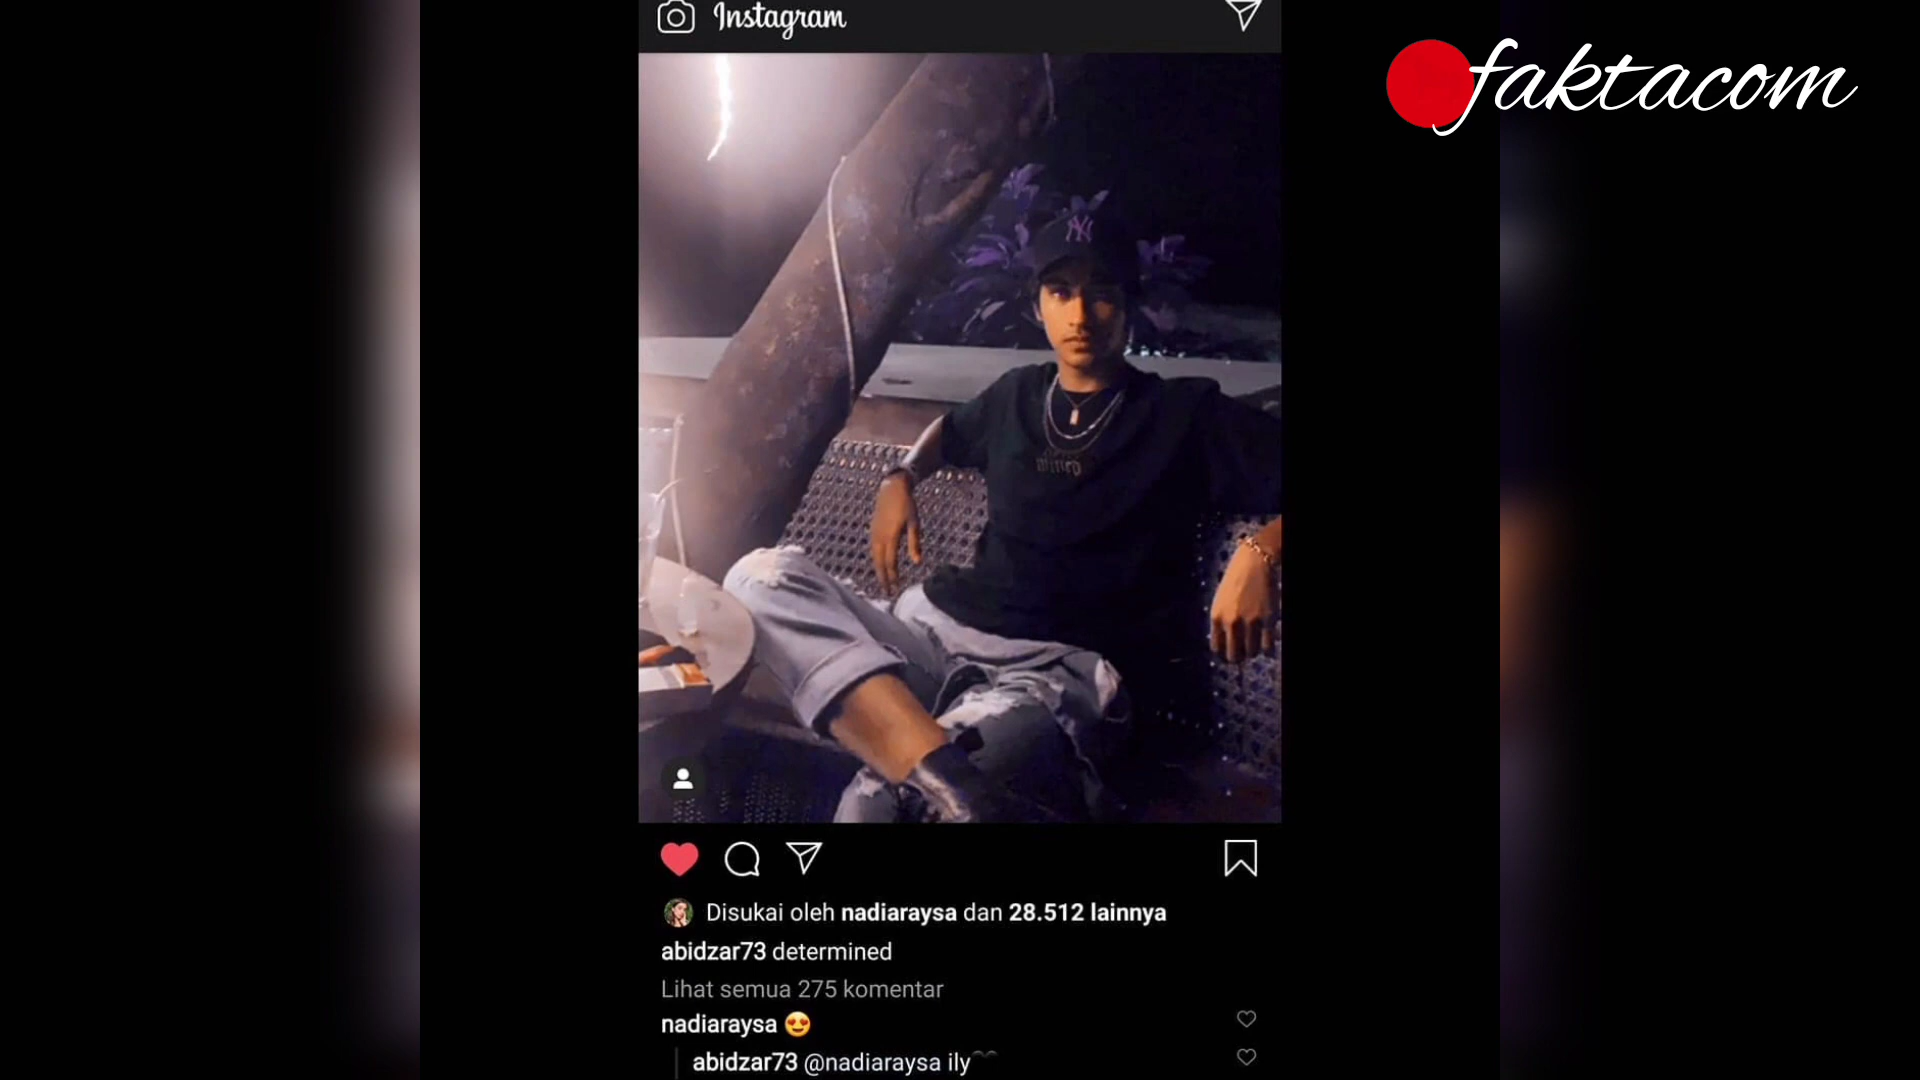 Instagram
faktacom
NY
Disukai oleh nadiaraysa dan 28.512 lainnya
abidzar73 determined
Lihat semua 275 komentar
nadiaraysa 😍
abidzar73 @nadiaraysa ily